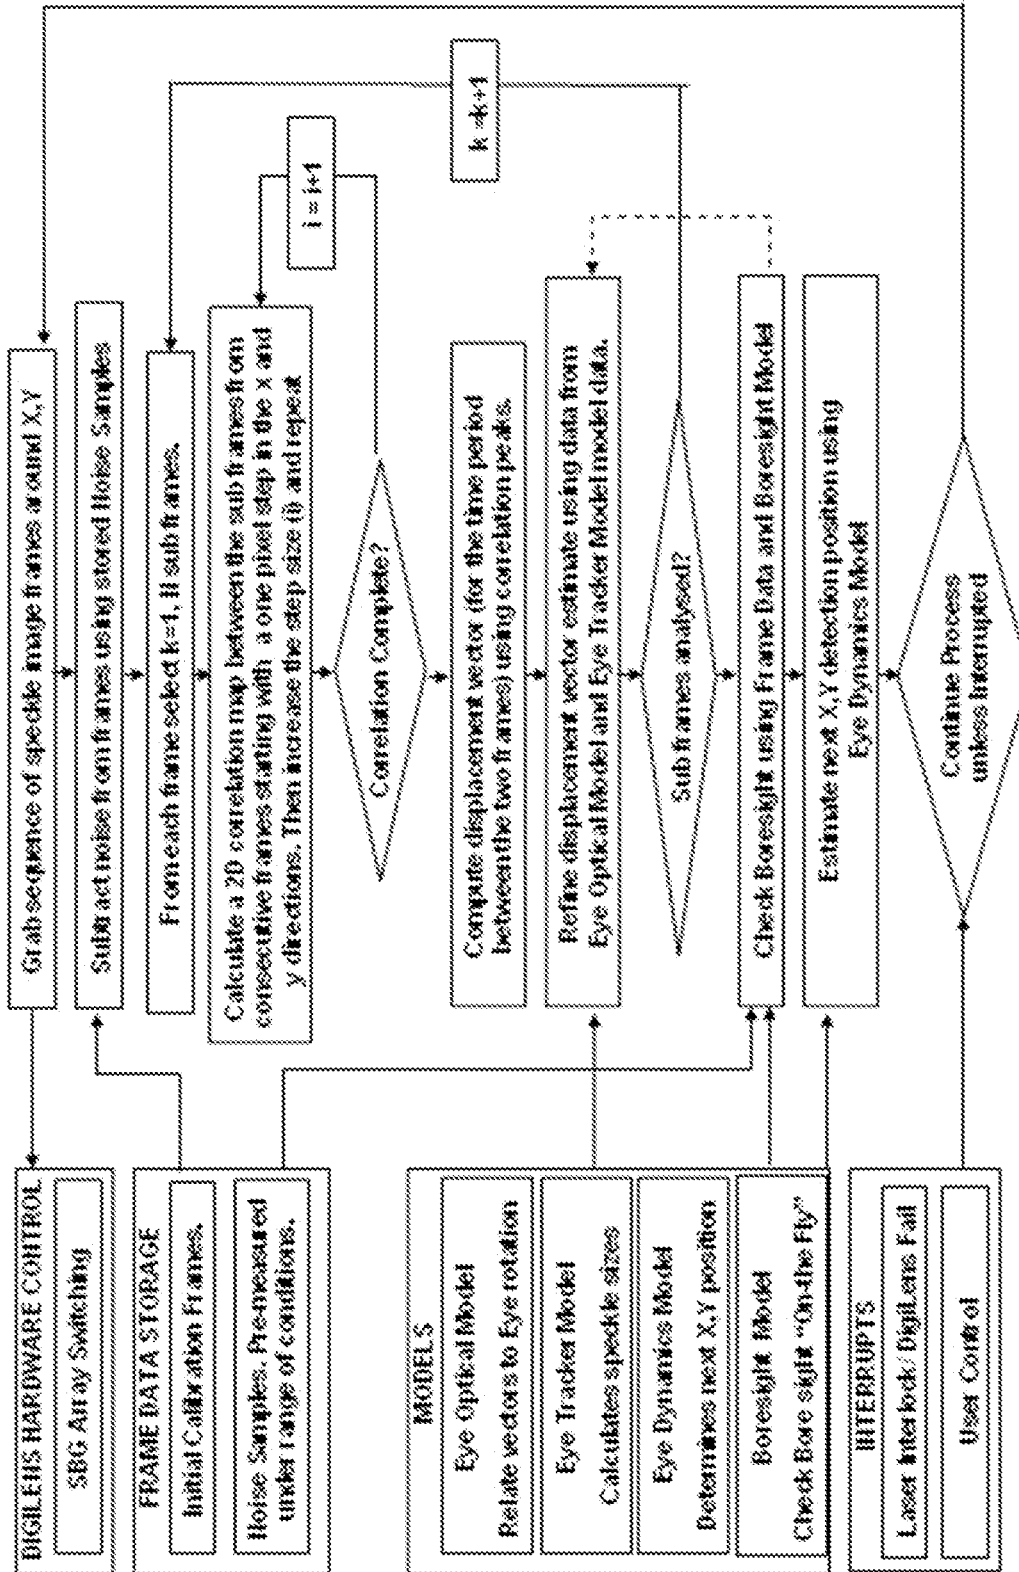 DIGILENS HARDWARE CONTROL
SBG Array Switching
FRAME DATA STORAGE
Initial Calibration Frames.
Noise Samples. Pre-measured
under range of conditions.
MODELS
Eye Optical Model
Relate vectors to Eye rotation
Eye Tracker Model
Calculates speckle sizes
Eye Dynamics Model
Determines next X,Y position
Boresight Model
Check Bore sight "On-the Fly"
INTERRUPTS
Laser Interlock / DigiLens Fail
User Control
Grab sequence of speckle image frames around X,Y
Subtract noise from frames using stored Noise Samples
From each frame select k=1, N sub frames.
Calculate a 2D correlation map between the sub frames from
consecutive frames starting with a one pixel step in the x and
y directions. Then increase the step size (i) and repeat
Correlation Complete?
i = i+1
Compute displacement vector (for the time period
between the two frames) using correlation peaks.
Refine displacement vector estimate using data from
Eye Optical Model and Eye Tracker Model model data.
Sub frames analysed?
k =k+1
Check Boresight using Frame Data and Boresight Model
Estimate next X,Y detection position using
Eye Dynamics Model
Continue Process
unless Interrupted